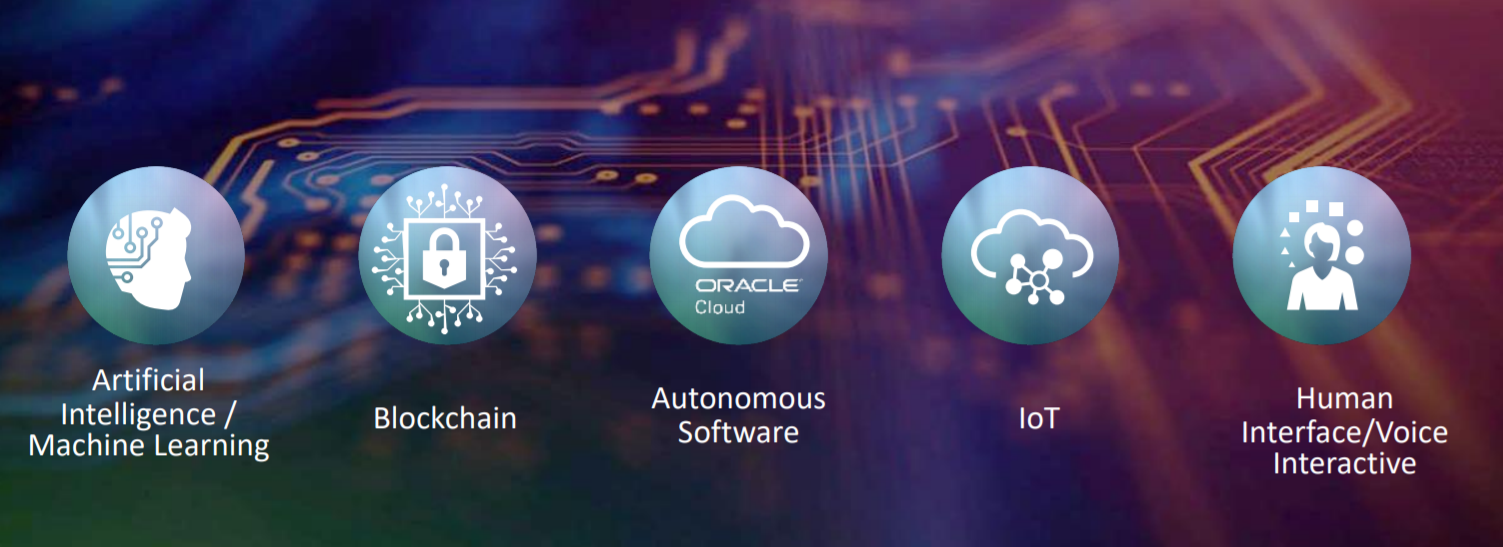 ORACLE
Cloud
Artificial
Intelligence /
Machine Learning
Blockchain
Autonomous
Software
IoT
Human
Interface/Voice
Interactive